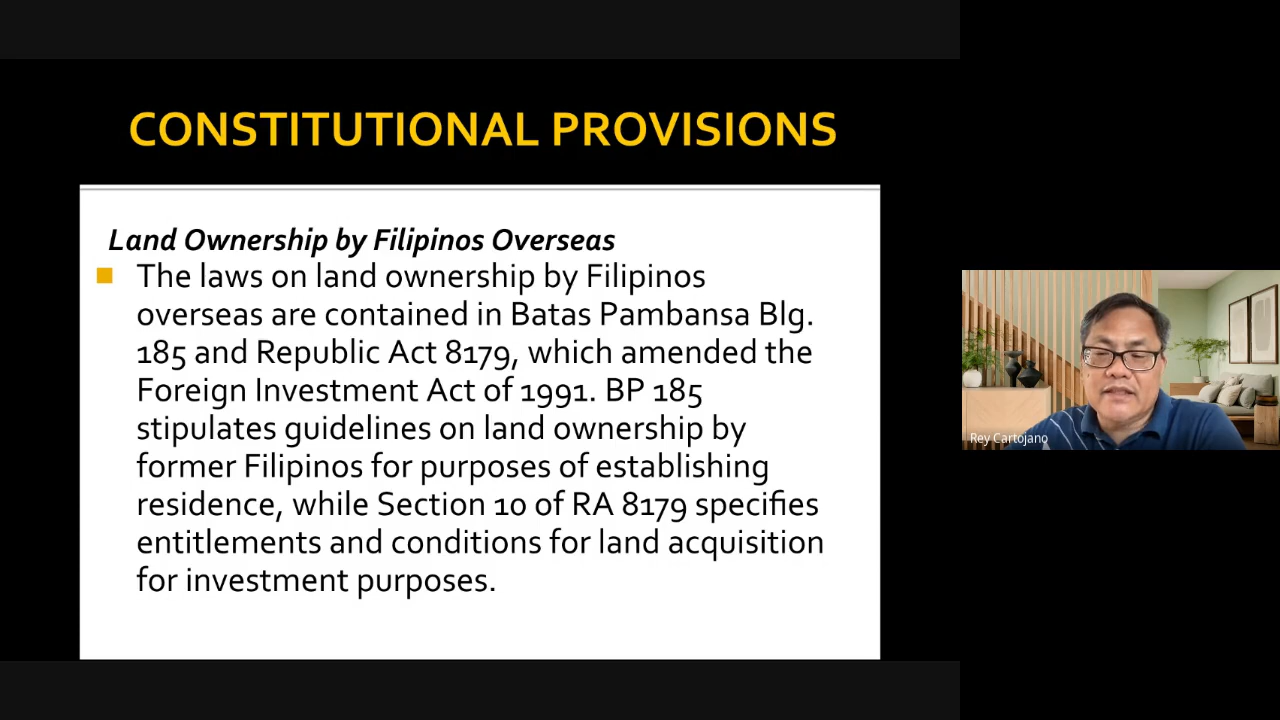 CONSTITUTIONAL PROVISIONS
Land Ownership by Filipinos Overseas
The laws on land ownership by Filipinos
overseas are contained in Batas Pambansa Blg.
185 and Republic Act 8179, which amended the
Foreign Investment Act of 1991. BP 185
stipulates guidelines on land ownership by
former Filipinos for purposes of establishing
residence, while Section 10 of RA 8179 specifies
entitlements and conditions for land acquisition
for investment purposes.
Rey Cartojano